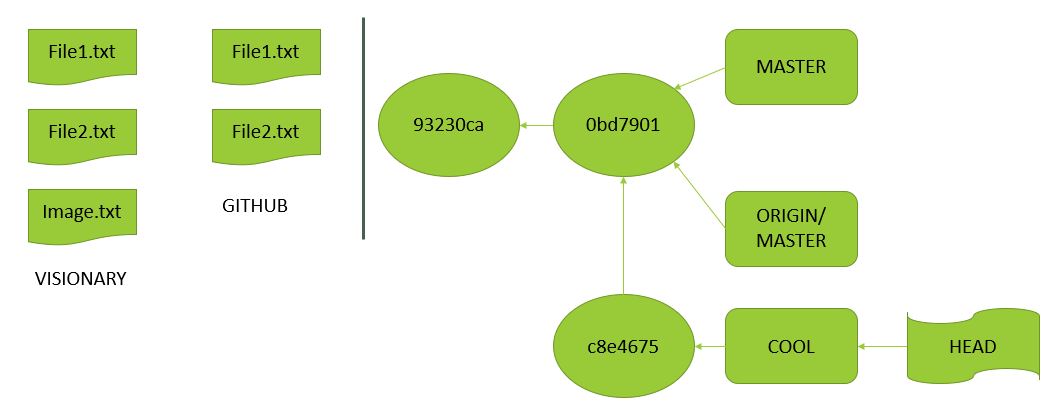 File1.txt
File2.txt
Image.txt
VISIONARY
File1.txt
File2.txt
GITHUB
93230ca
0bd7901
MASTER
ORIGIN/
MASTER
c8e4675
COOL
HEAD